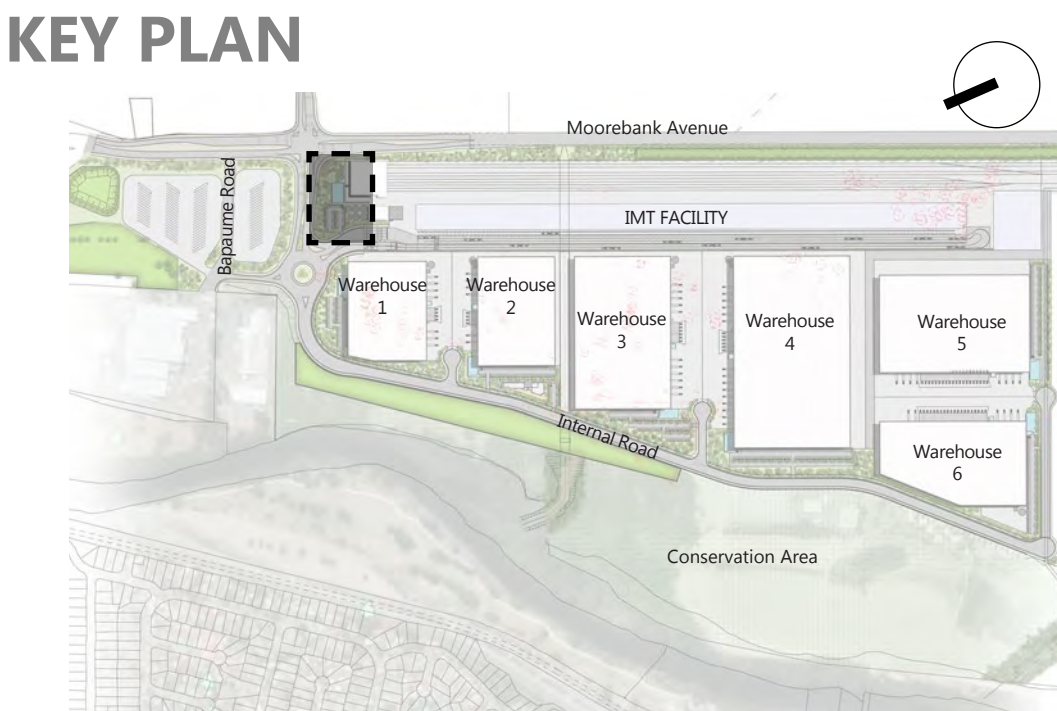 KEY PLAN
Moorebank Avenue
Bapaume Road
IMT FACILITY
Warehouse
1
Warehouse
2
Warehouse
3
Warehouse
4
Warehouse
5
Internal Road
Warehouse
6
Conservation Area